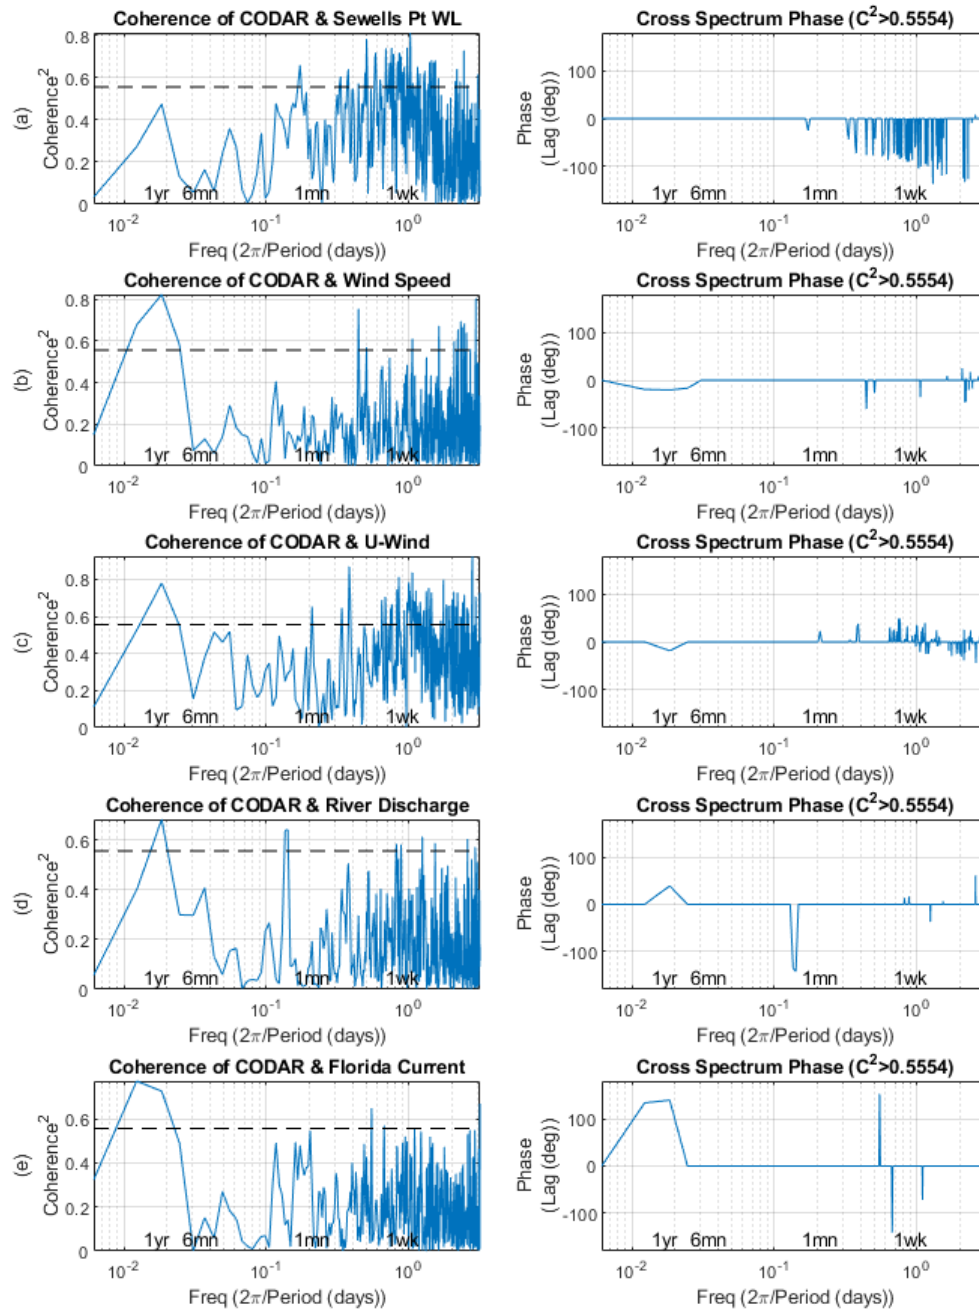 Coherence of CODAR & Sewells Pt WL
(a)
Coherence²
0.8
0.6
0.4
0.2
0
1yr 6mn 1mn 1wk
10⁻² 10⁻¹ 10⁰
Freq (2π/Period (days))
Cross Spectrum Phase (C²>0.5554)
Phase
(Lag (deg))
100
0
-100
1yr 6mn 1mn 1wk
10⁻² 10⁻¹ 10⁰
Freq (2π/Period (days))
Coherence of CODAR & Wind Speed
(b)
Coherence²
0.8
0.6
0.4
0.2
0
1yr 6mn 1mn 1wk
10⁻² 10⁻¹ 10⁰
Freq (2π/Period (days))
Cross Spectrum Phase (C²>0.5554)
Phase
(Lag (deg))
100
0
-100
1yr 6mn 1mn 1wk
10⁻² 10⁻¹ 10⁰
Freq (2π/Period (days))
Coherence of CODAR & U-Wind
(c)
Coherence²
0.8
0.6
0.4
0.2
0
1yr 6mn 1mn 1wk
10⁻² 10⁻¹ 10⁰
Freq (2π/Period (days))
Cross Spectrum Phase (C²>0.5554)
Phase
(Lag (deg))
100
0
-100
1yr 6mn 1mn 1wk
10⁻² 10⁻¹ 10⁰
Freq (2π/Period (days))
Coherence of CODAR & River Discharge
(d)
Coherence²
0.6
0.4
0.2
0
1yr 6mn 1mn 1wk
10⁻² 10⁻¹ 10⁰
Freq (2π/Period (days))
Cross Spectrum Phase (C²>0.5554)
Phase
(Lag (deg))
100
0
-100
1yr 6mn 1mn 1wk
10⁻² 10⁻¹ 10⁰
Freq (2π/Period (days))
Coherence of CODAR & Florida Current
(e)
Coherence²
0.6
0.4
0.2
0
1yr 6mn 1mn 1wk
10⁻² 10⁻¹ 10⁰
Freq (2π/Period (days))
Cross Spectrum Phase (C²>0.5554)
Phase
(Lag (deg))
100
0
-100
1yr 6mn 1mn 1wk
10⁻² 10⁻¹ 10⁰
Freq (2π/Period (days))